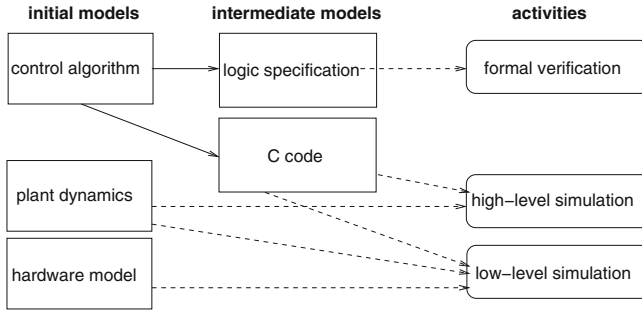 initial models
intermediate models
activities
control algorithm
logic specification
formal verification
C code
plant dynamics
high−level simulation
hardware model
low−level simulation